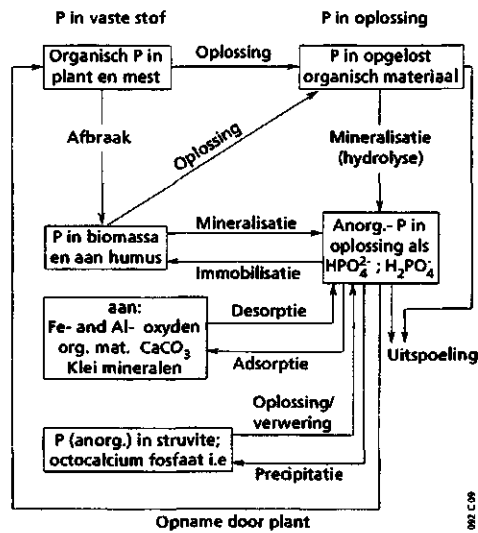 P in vaste stof
P in oplossing
Organisch P in
plant en mest
Oplossing
P in opgelost
organisch materiaal
Afbraak
Oplossing
Mineralisatie
(hydrolyse)
P in biomassa
en aan humus
Mineralisatie
Immobilisatie
Anorg.- P in
oplossing als
HPO₄²⁻ ; H₂PO₄⁻
aan:
Fe- and Al- oxyden
org. mat. CaCO₃
Klei mineralen
Desorptie
Adsorptie
Uitspoeling
Oplossing/
verwering
P (anorg.) in struvite;
octocalcium fosfaat i.e
Precipitatie
Opname door plant
092 C 09